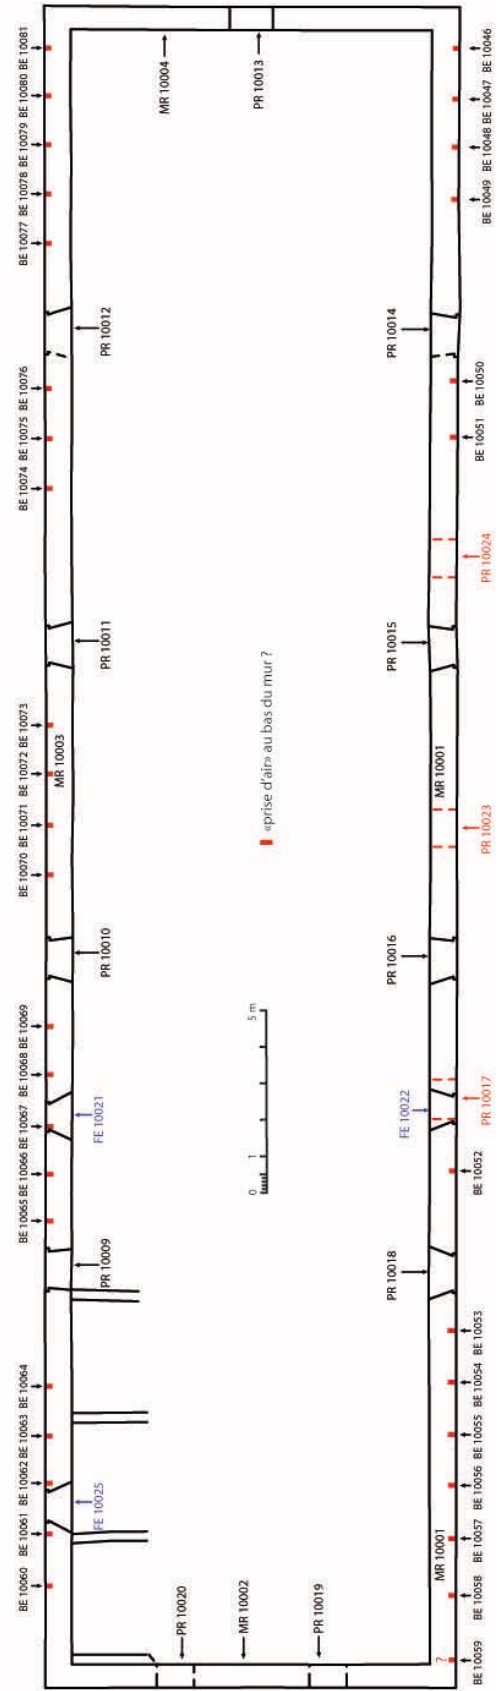 BE 10060
BE 10061
BE 10062
BE 10063
BE 10064
BE 10065
BE 10066
BE 10067
BE 10068
BE 10069
BE 10070
BE 10071
BE 10072
BE 10073
BE 10074
BE 10075
BE 10076
BE 10077
BE 10078
BE 10079
BE 10080
BE 10081
MR 10003
FE 10025
PR 10009
FE 10021
PR 10010
PR 10011
PR 10012
MR 10004
PR 10013
PR 10020
MR 10002
PR 10019
0 1 5 m
«prise d'air» au bas du mur ?
PR 10018
FE 10022
PR 10016
PR 10015
PR 10014
?
MR 10001
MR 10001
BE 10059
BE 10058
BE 10057
BE 10056
BE 10055
BE 10054
BE 10053
BE 10052
PR 10017
PR 10023
PR 10024
BE 10051
BE 10050
BE 10049
BE 10048
BE 10047
BE 10046